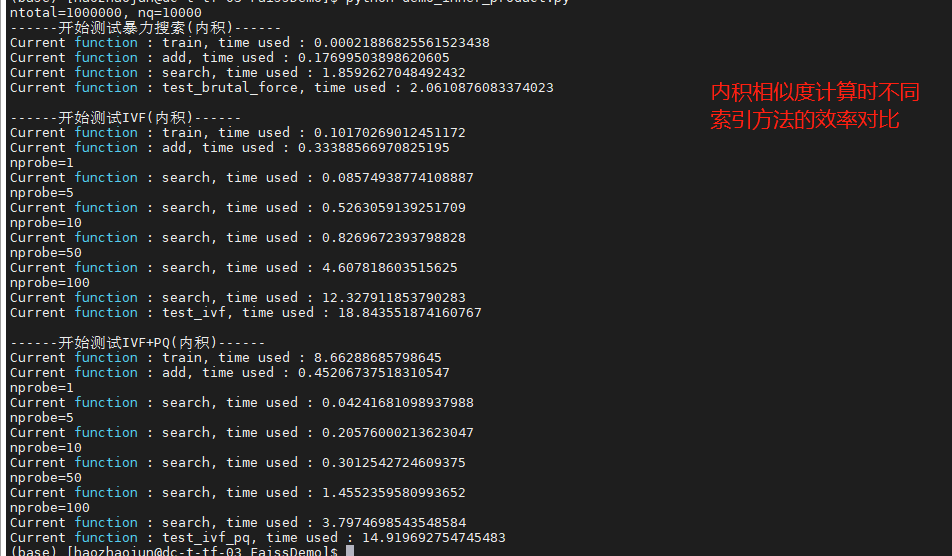 (base) [haozhaojun@dc-t-tf-03 FaissDemo]$ python demo_inner_product.py
ntotal=1000000, nq=10000
------开始测试暴力搜索(内积)------
Current function : train, time used : 0.00021886825561523438
Current function : add, time used : 0.17699503898620605
Current function : search, time used : 1.8592627048492432
Current function : test_brutal_force, time used : 2.0610876083374023
内积相似度计算时不同
索引方法的效率对比
------开始测试IVF(内积)------
Current function : train, time used : 0.10170269012451172
Current function : add, time used : 0.33388566970825195
nprobe=1
Current function : search, time used : 0.08574938774108887
nprobe=5
Current function : search, time used : 0.5263059139251709
nprobe=10
Current function : search, time used : 0.8269672393798828
nprobe=50
Current function : search, time used : 4.607818603515625
nprobe=100
Current function : search, time used : 12.327911853790283
Current function : test_ivf, time used : 18.843551874160767
------开始测试IVF+PQ(内积)------
Current function : train, time used : 8.66288685798645
Current function : add, time used : 0.45206737518310547
nprobe=1
Current function : search, time used : 0.04241681098937988
nprobe=5
Current function : search, time used : 0.20576000213623047
nprobe=10
Current function : search, time used : 0.3012542724609375
nprobe=50
Current function : search, time used : 1.4552359580993652
nprobe=100
Current function : search, time used : 3.7974698543548584
Current function : test_ivf_pq, time used : 14.919692754745483
(base) [haozhaojun@dc-t-tf-03 FaissDemo]$